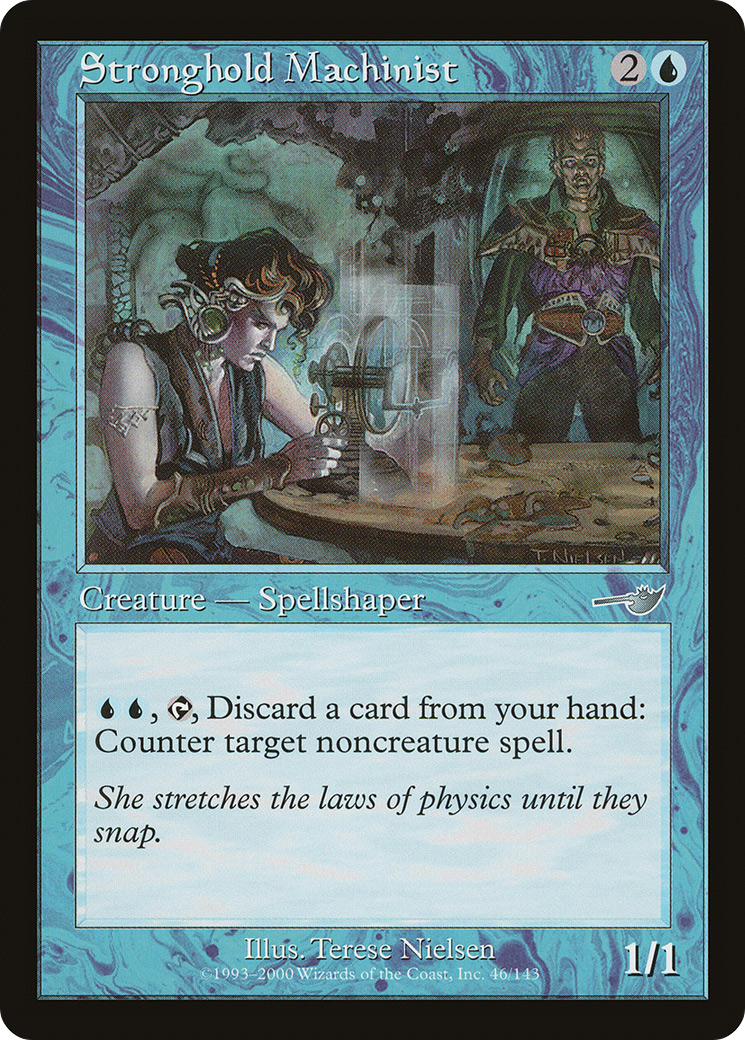 Stronghold Machinist 2
T. NIELSEN
Creature — Spellshaper
, , Discard a card from your hand:
Counter target noncreature spell.
She stretches the laws of physics until they
snap.
Illus. Terese Nielsen
©1993–2000 Wizards of the Coast, Inc. 46/143
1/1